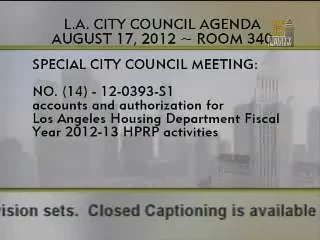 L.A. CITY COUNCIL AGENDA
AUGUST 17, 2012 ~ ROOM 340
SPECIAL CITY COUNCIL MEETING:
NO. (14) - 12-0393-S1
accounts and authorization for
Los Angeles Housing Department Fiscal
Year 2012-13 HPRP activities
vision sets. Closed Captioning is available